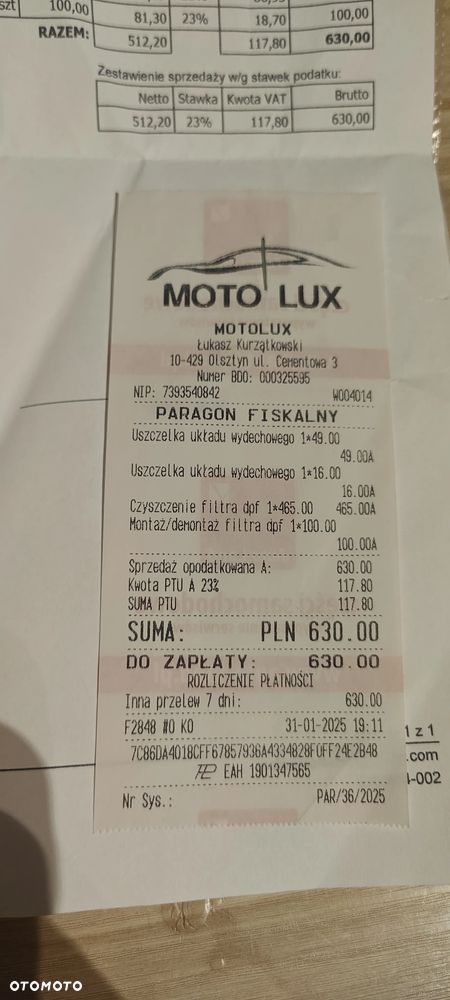 szt 100,00
81,30 23% 18,70 100,00
RAZEM: 512,20 117,80 630,00
Zestawienie sprzedaży w/g stawek podatku:
Netto Stawka Kwota VAT Brutto
512,20 23% 117,80 630,00
MOTO LUX
MOTOLUX
Łukasz Kurządkowski
10-429 Olsztyn ul. Cementowa 3
Numer BDO: 000325595
NIP: 7393540842 W004014
PARAGON FISKALNY
Uszczelka układu wydechowego 1*49.00
49.00A
Uszczelka układu wydechowego 1*16.00
16.00A
Czyszczenie filtra dpf 1*465.00 465.00A
Montaż/demontaż filtra dpf 1*100.00
100.00A
Sprzedaż opodatkowana A: 630.00
Kwota PTU A 23% 117.80
SUMA PTU 117.80
SUMA: PLN 630.00
DO ZAPŁATY: 630.00
ROZLICZENIE PŁATNOŚCI
Inna przelew 7 dni: 630.00
F2848 #0 KO 31-01-2025 19:11
7C86DA4018CFF67857936A4334828F0FF24E2B48
EAH 1901347565
Nr Sys.: PAR/36/2025
1 z 1
.com
-002
OTOMOTO